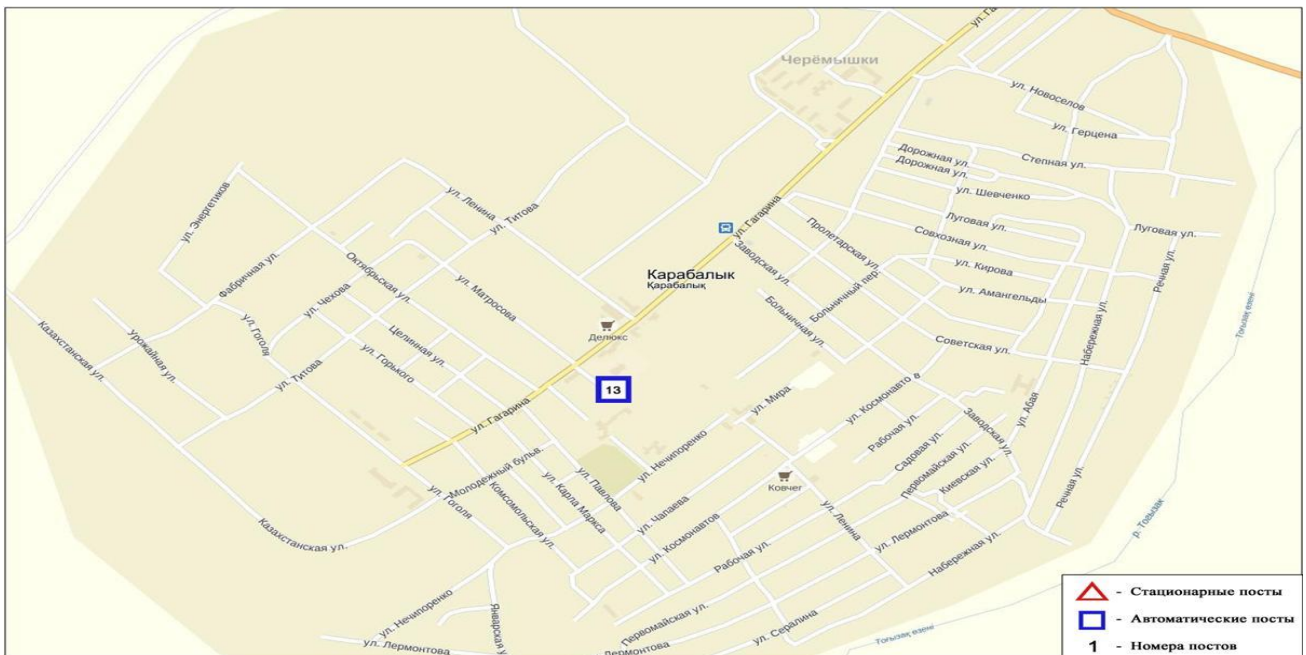 ул. Га
Черёмышки
ул. Новоселов
ул. Герцена
Дорожная ул.
Степная ул.
Дорожная ул.
ул. Шевченко
ул. Энергетиков
ул. Ленина
ул. Титова
ул. Гагарина
Пролетарская ул.
Луговая ул.
Луговая ул.
Совхозная ул.
Заводская ул.
Фабричная ул.
Октябрьская ул.
Карабалык
Қарабалық
ул. Кирова
Речная ул.
Больничный пер.
ул. Амангельды
ул. Чехова
ул. Матросова
Больничная ул.
Набережная ул.
Тоғызақ өзені
Казахстанская ул.
Урожайная ул.
ул. Гоголя
Целинная ул.
ул. Горького
Делюкс
Советская ул.
ул. Титова
13
ул. Гагарина
ул. Мира
ул. Космонавто в
Рабочая ул.
Заводская ул.
ул. Абая
Садовая ул.
Молодежный бульв.
ул. Нечипоренко
Первомайская ул.
Киевская ул.
Речная ул.
ул. Гоголя
Комсомольская ул.
ул. Карла Маркса
ул. Павлова
ул. Чапаева
Ковчег
р. Тогызак
Казахстанская ул.
ул. Космонавтов
ул. Ленина
ул. Лермонтова
Рабочая ул.
Набережная ул.
ул. Нечипоренко
Январская у
Первомайская ул.
ул. Сералина
Тоғызақ өзені
ул. Лермонтова
Лермонтова
- Стационарные посты
- Автоматические посты
1 - Номера постов